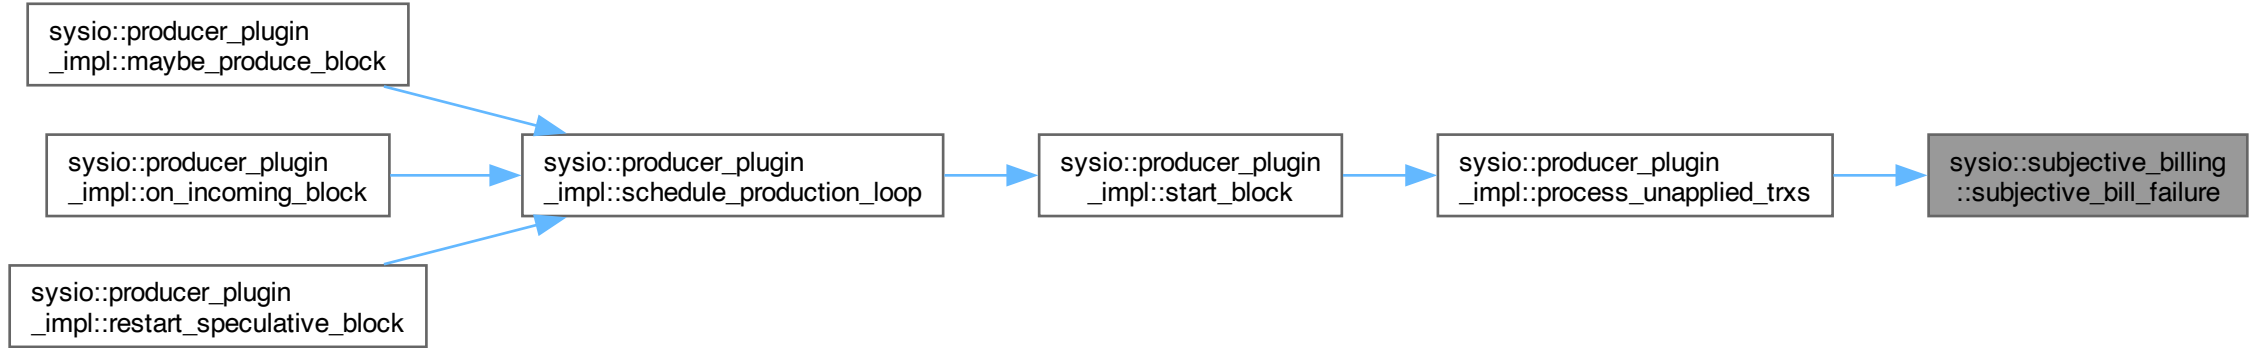 sysio::producer_plugin
_impl::maybe_produce_block
sysio::producer_plugin
_impl::on_incoming_block
sysio::producer_plugin
_impl::restart_speculative_block
sysio::producer_plugin
_impl::schedule_production_loop
sysio::producer_plugin
_impl::start_block
sysio::producer_plugin
_impl::process_unapplied_trxs
sysio::subjective_billing
::subjective_bill_failure